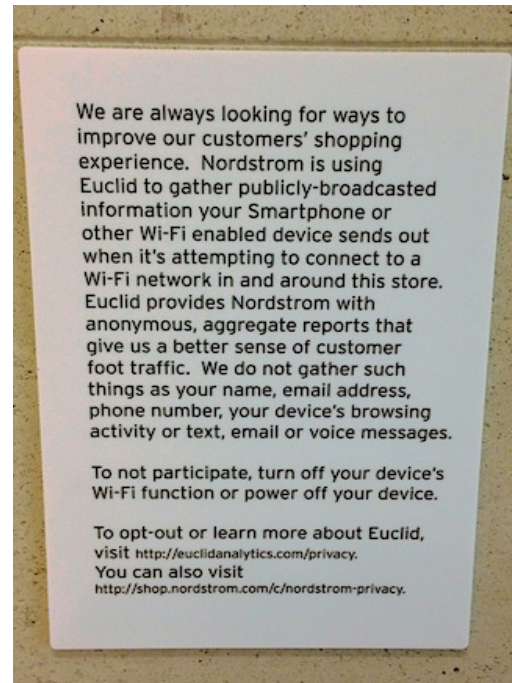 We are always looking for ways to
improve our customers' shopping
experience. Nordstrom is using
Euclid to gather publicly-broadcasted
information your Smartphone or
other Wi-Fi enabled device sends out
when it's attempting to connect to a
Wi-Fi network in and around this store.
Euclid provides Nordstrom with
anonymous, aggregate reports that
give us a better sense of customer
foot traffic. We do not gather such
things as your name, email address,
phone number, your device's browsing
activity or text, email or voice messages.
To not participate, turn off your device's
Wi-Fi function or power off your device.
To opt-out or learn more about Euclid,
visit http://euclidanalytics.com/privacy.
You can also visit
http://shop.nordstrom.com/c/nordstrom-privacy.